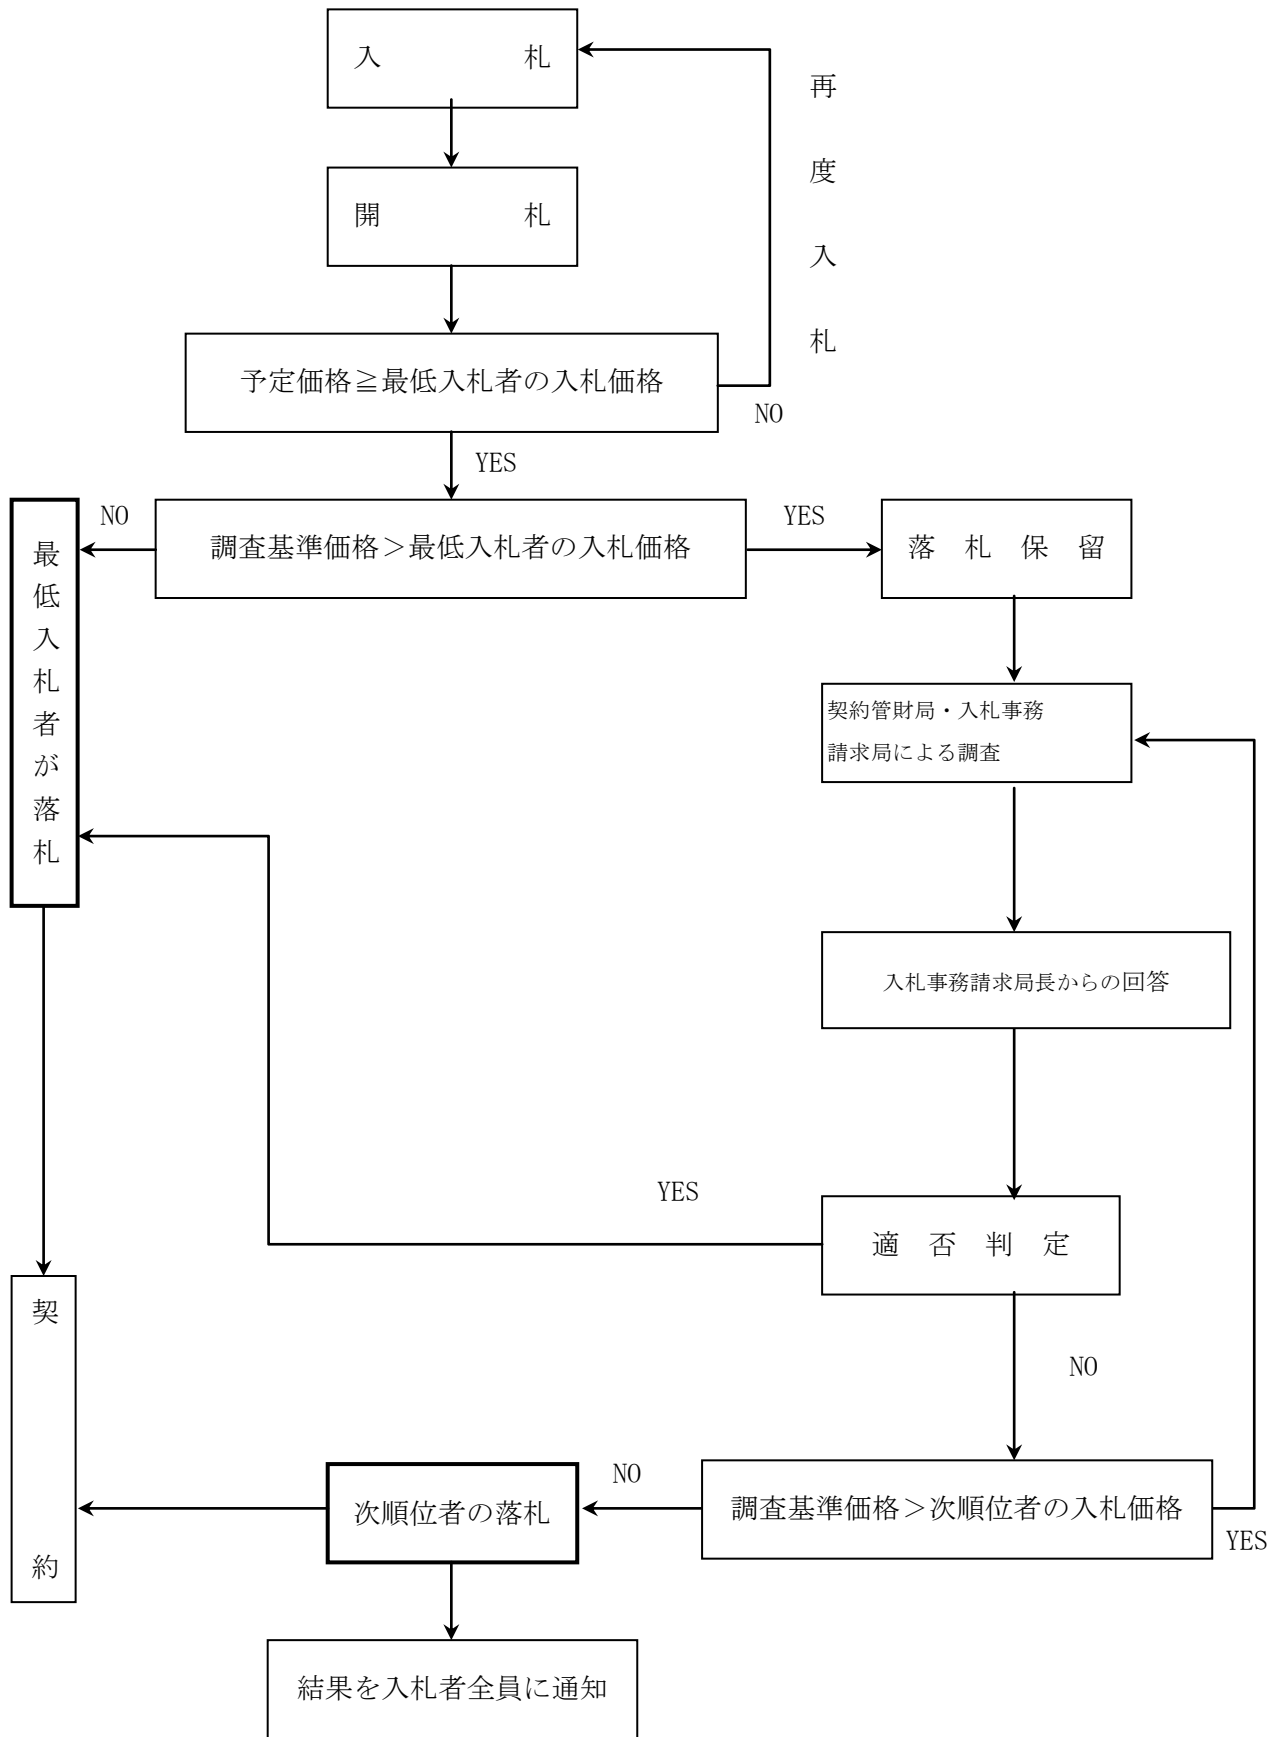 入　　　　　札
再度入札
開　　　　　札
予定価格≧最低入札者の入札価格
NO
YES
NO
調査基準価格＞最低入札者の入札価格
YES
落　札　保　留
最低入札者が落札
契約管財局・入札事務
請求局による調査
入札事務請求局長からの回答
YES
適　否　判　定
NO
契　　　　　約
次順位者の落札
NO
調査基準価格＞次順位者の入札価格
YES
結果を入札者全員に通知